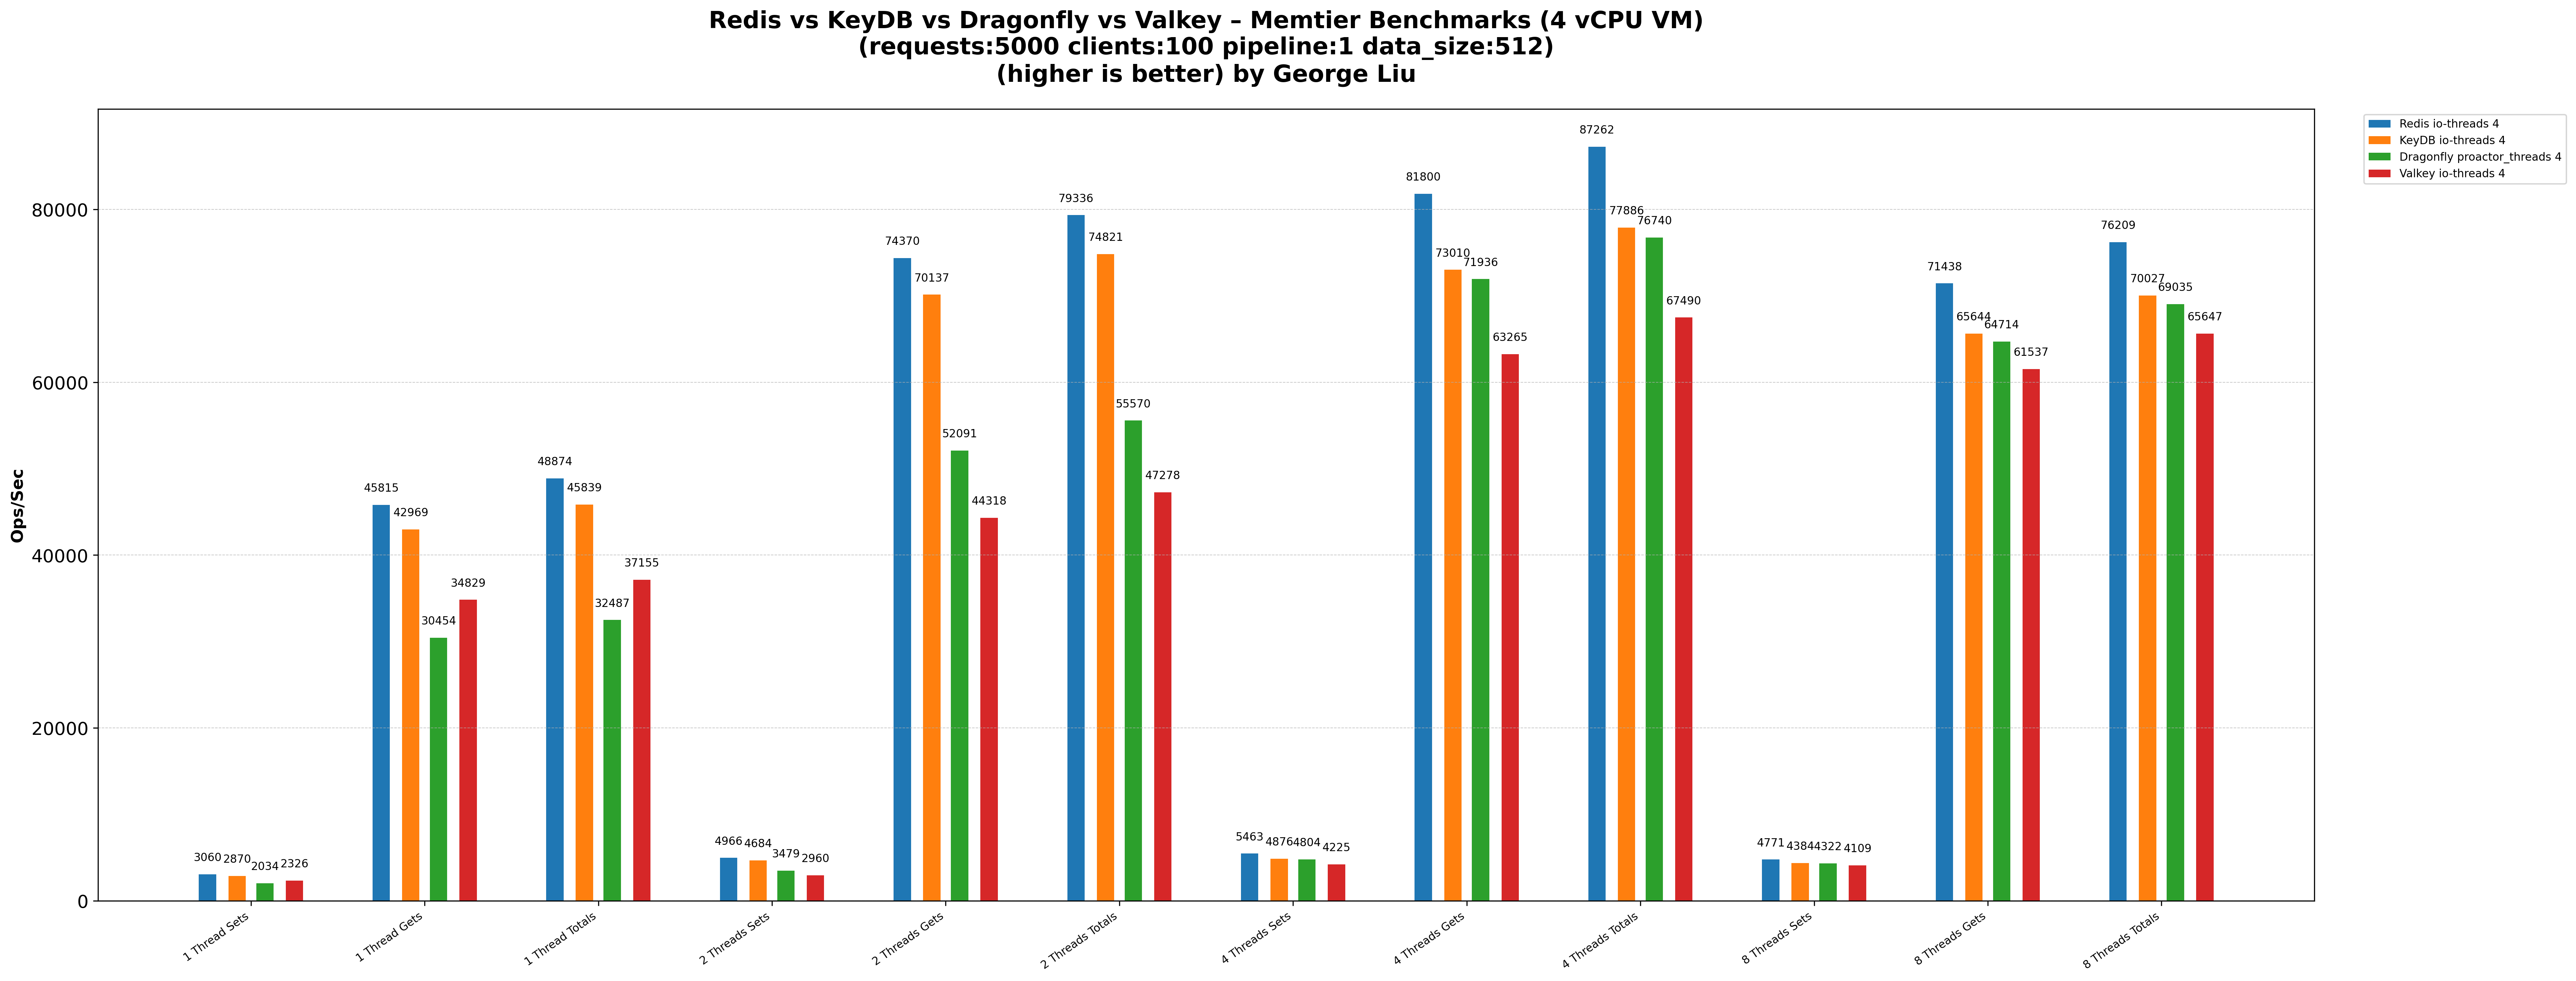 Redis vs KeyDB vs Dragonfly vs Valkey – Memtier Benchmarks (4 vCPU VM)
(requests:5000 clients:100 pipeline:1 data_size:512)
(higher is better) by George Liu
Redis io-threads 4
KeyDB io-threads 4
Dragonfly proactor_threads 4
Valkey io-threads 4
Ops/Sec
80000
60000
40000
20000
0
3060 2870 2034 2326
45815 42969 30454 34829
48874 45839 32487 37155
4966 4684 3479 2960
74370 70137 52091 44318
79336 74821 55570 47278
5463 4876 4804 4225
81800 73010 71936 63265
87262 77886 76740 67490
4771 4384 4322 4109
71438 65644 64714 61537
76209 70027 69035 65647
1 Thread Sets
1 Thread Gets
1 Thread Totals
2 Threads Sets
2 Threads Gets
2 Threads Totals
4 Threads Sets
4 Threads Gets
4 Threads Totals
8 Threads Sets
8 Threads Gets
8 Threads Totals